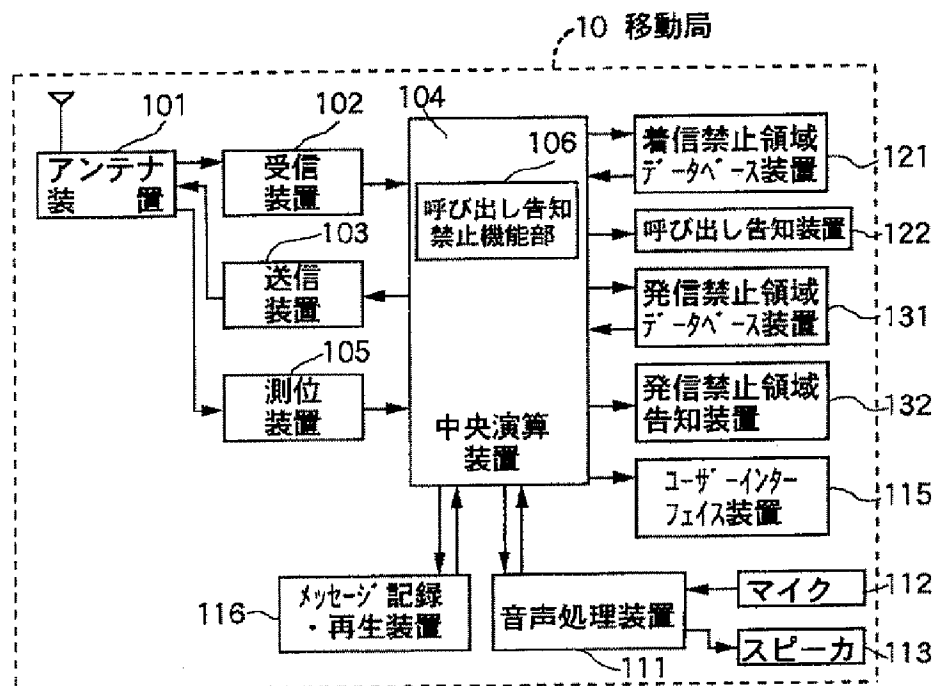 10 移動局
101
アンテナ
装置
102
受信
装置
103
送信
装置
105
測位
装置
104
106
呼び出し告知
禁止機能部
中央演算
装置
着信禁止領域
データベース装置
121
呼び出し告知装置
122
発信禁止領域
データベース装置
131
発信禁止領域
告知装置
132
ユーザーインター
フェイス装置
115
116
メッセージ記録
・再生装置
音声処理装置
111
マイク
112
スピーカ
113